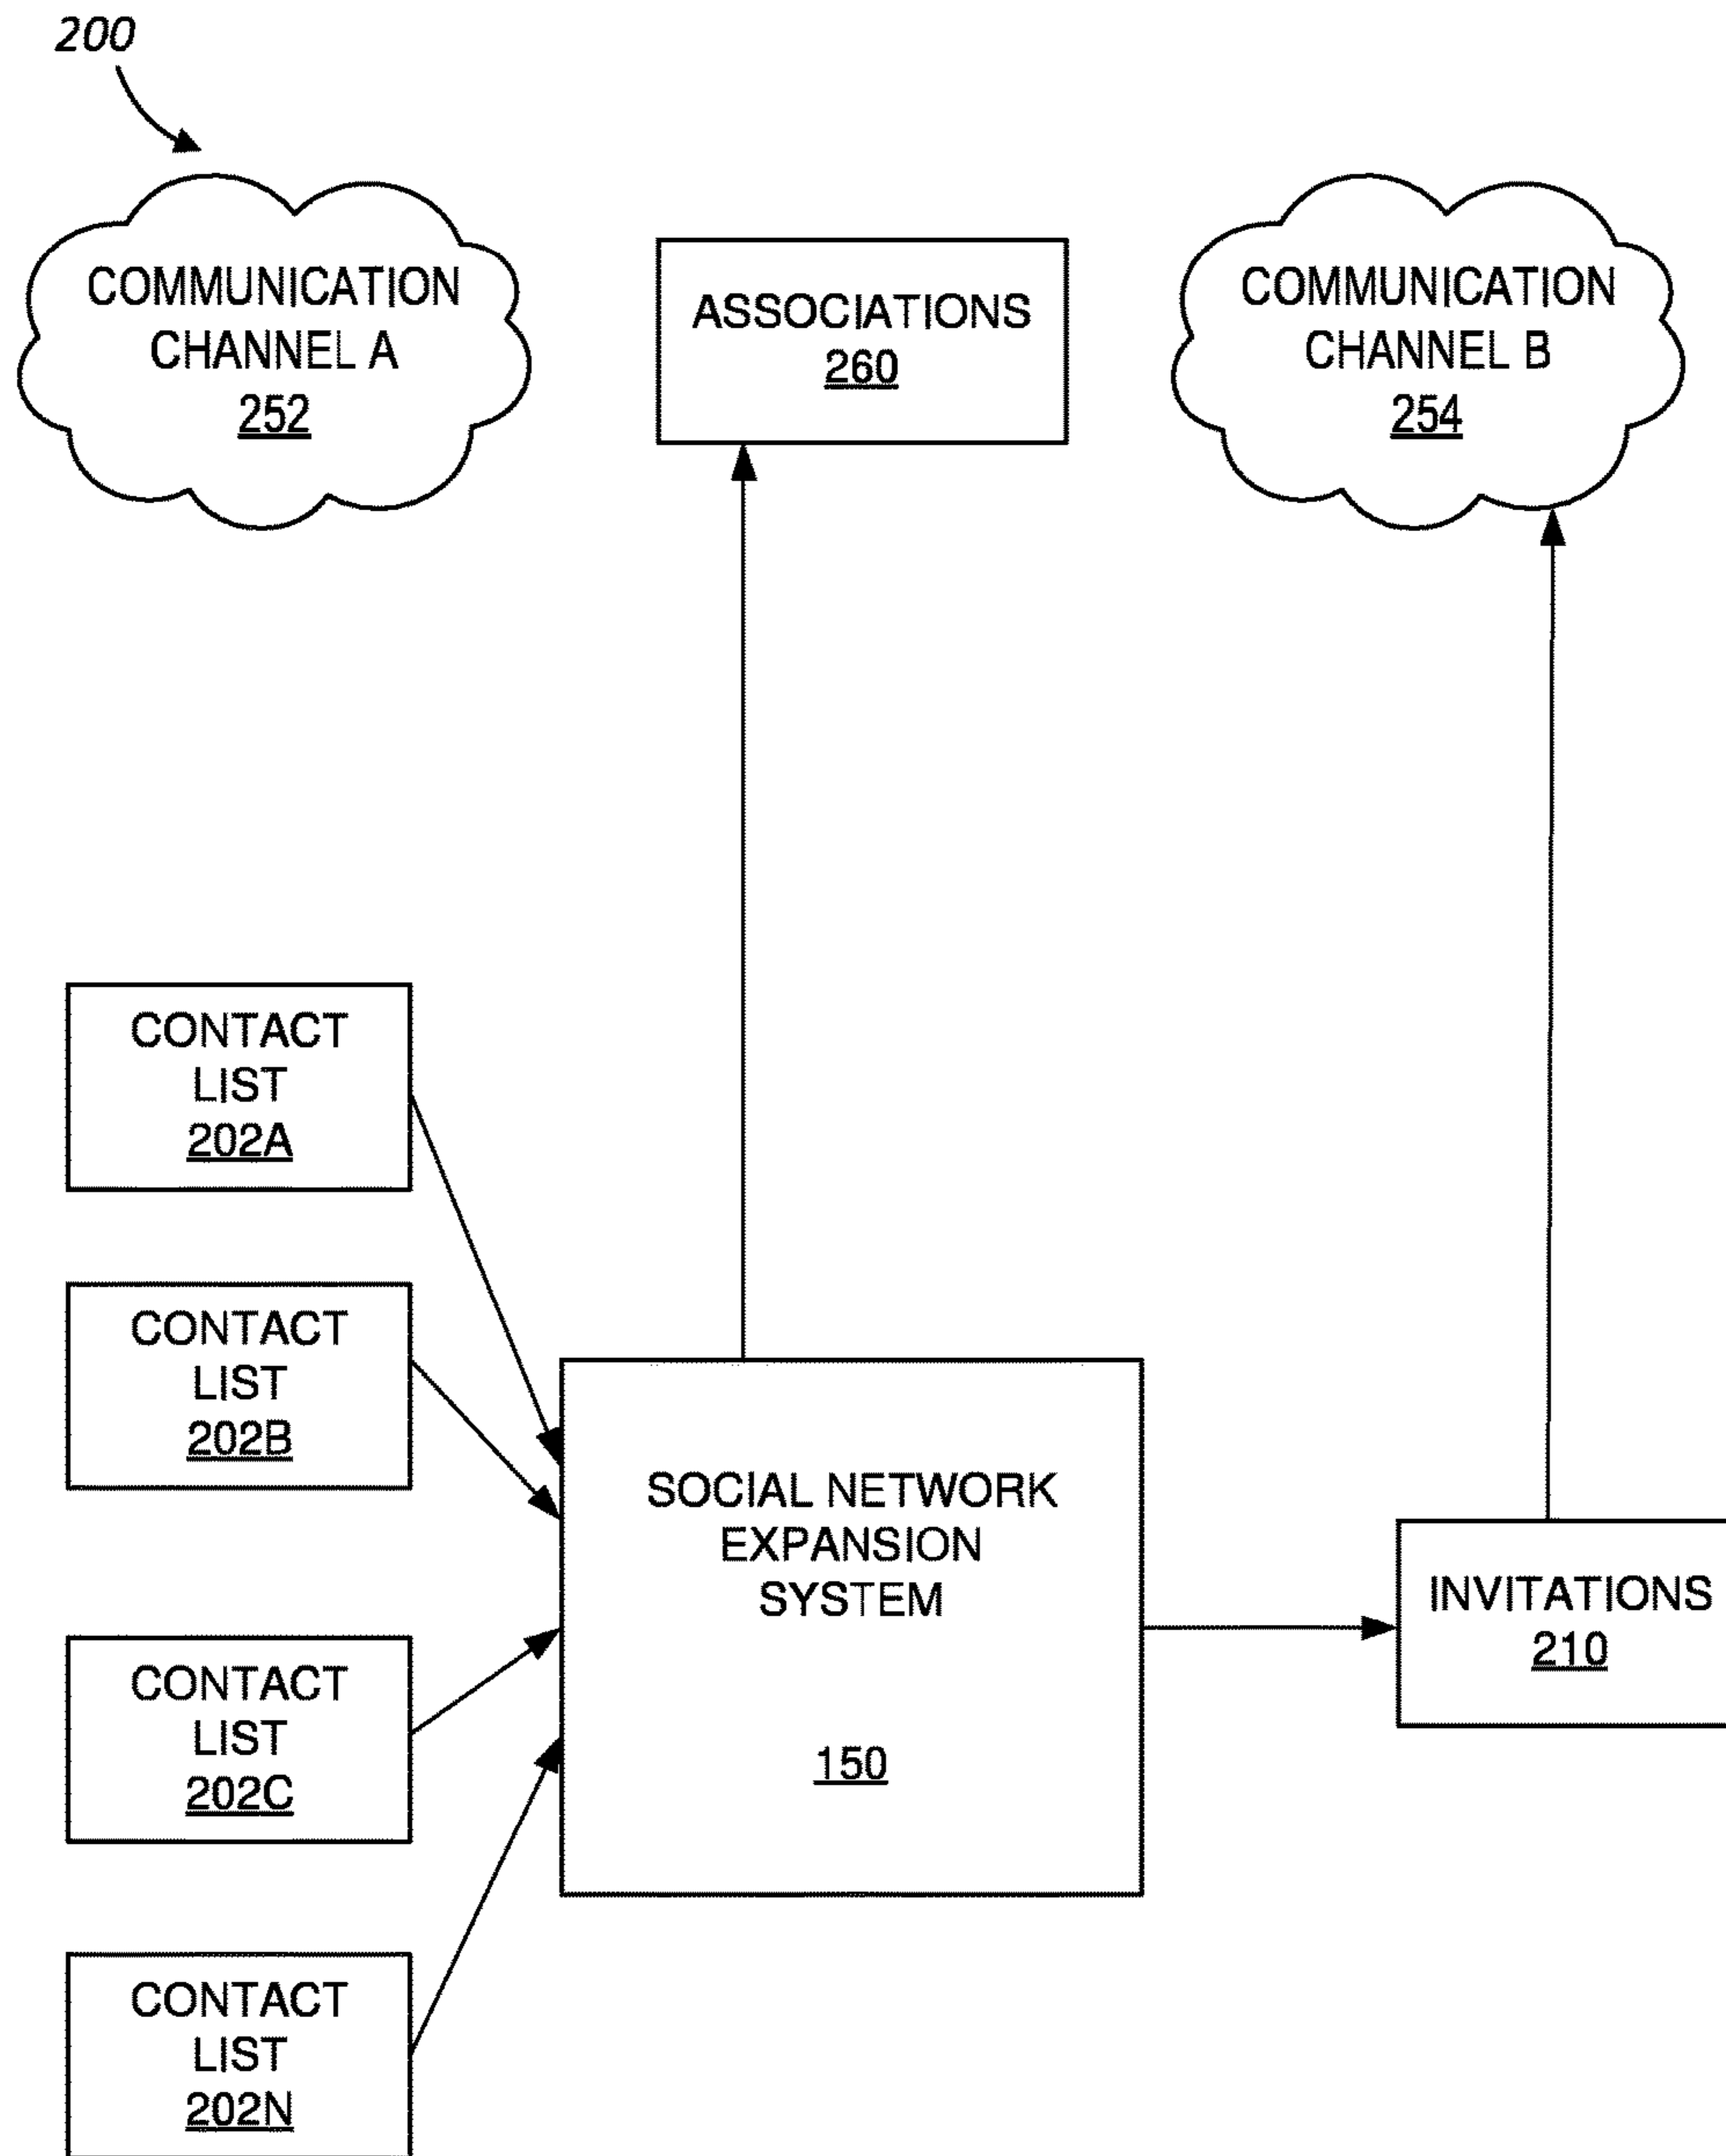 200
COMMUNICATION
CHANNEL A
252
ASSOCIATIONS
260
COMMUNICATION
CHANNEL B
254
CONTACT
LIST
202A
CONTACT
LIST
202B
CONTACT
LIST
202C
CONTACT
LIST
202N
SOCIAL NETWORK
EXPANSION
SYSTEM
150
INVITATIONS
210